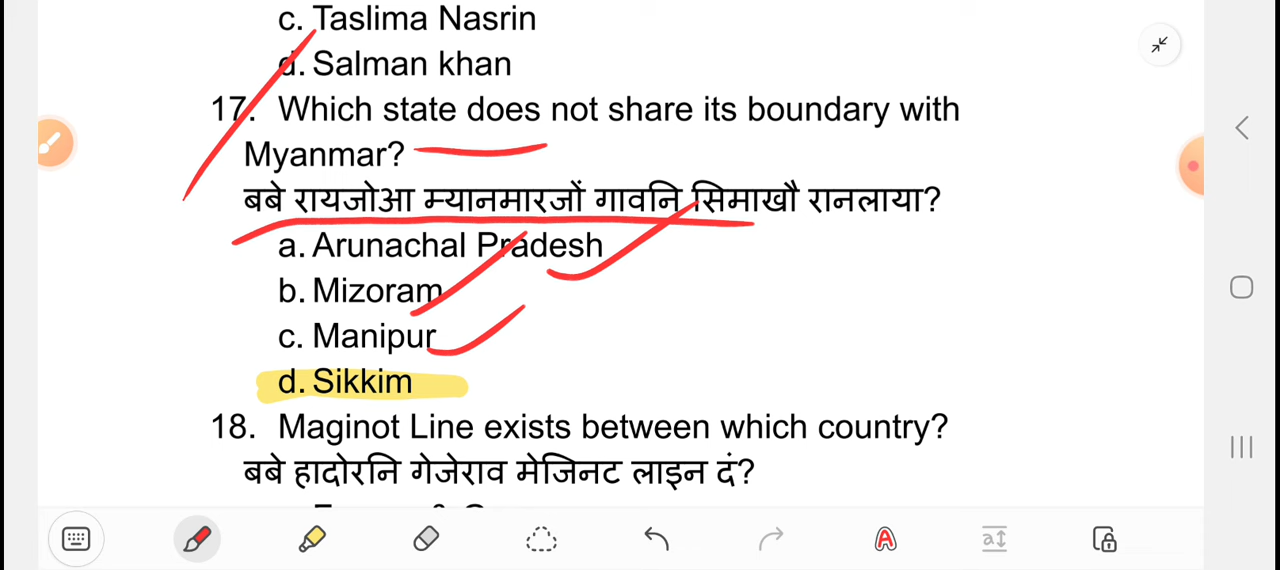 c. Taslima Nasrin
d. Salman khan
17. Which state does not share its boundary with
Myanmar?
बबे रायजोआ म्यानमारजों गावनि सिमाखौ रानलाया?
a. Arunachal Pradesh
b. Mizoram
c. Manipur
d. Sikkim
18. Maginot Line exists between which country?
बबे हादोरनि गेजेराव मेजिनट लाइन दं?